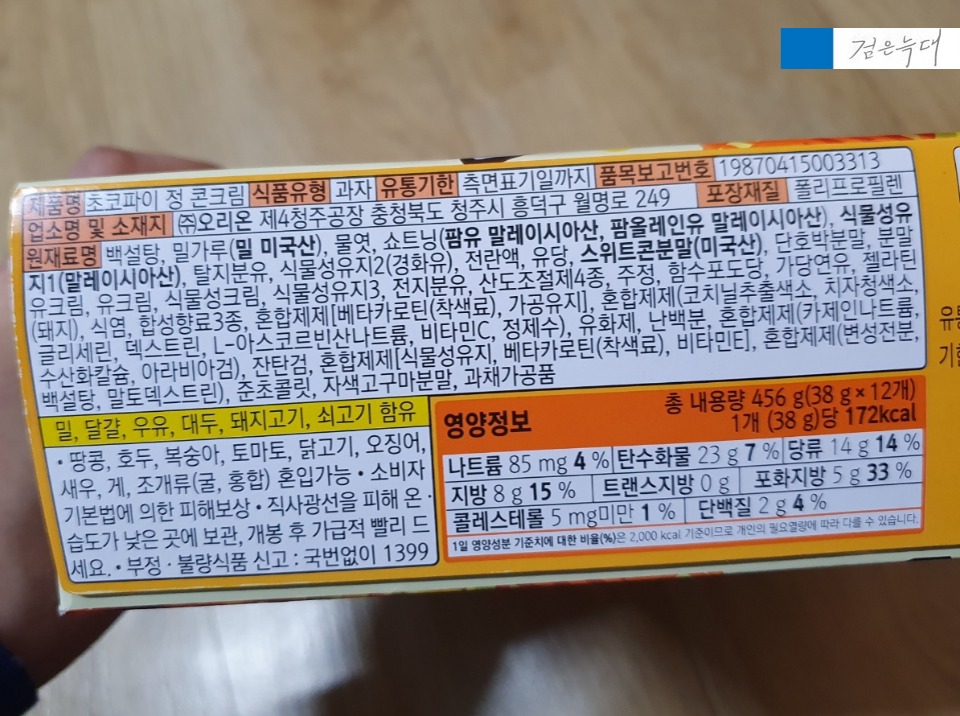 검은늑대
제품명 초코파이 정 콘크림 식품유형 과자 유통기한 측면표기일까지 품목보고번호 19870415003313
업소명 및 소재지 ㈜오리온 제4청주공장 충청북도 청주시 흥덕구 월명로 249 포장재질 폴리프로필렌
원재료명 백설탕, 밀가루(밀 미국산), 물엿, 쇼트닝(팜유 말레이시아산, 팜올레인유 말레이시아산), 식물성유
지1(말레이시아산), 탈지분유, 식물성유지2(경화유), 전란액, 유당, 스위트콘분말(미국산), 단호박분말, 분말
유크림, 유크림, 식물성크림, 식물성유지3, 전지분유, 산도조절제4종, 주정, 함수포도당, 가당연유, 젤라틴
(돼지), 식염, 합성향료3종, 혼합제제[베타카로틴(착색료), 가공유지], 혼합제제(코치닐추출색소, 치자청색소,
글리세린, 덱스트린, L-아스코르빈산나트륨, 비타민C, 정제수), 유화제, 난백분, 혼합제제(카제인나트륨,
수산화칼슘, 아라비아검), 잔탄검, 혼합제제[식물성유지, 베타카로틴(착색료), 비타민E], 혼합제제(변성전분,
백설탕, 말토덱스트린), 준초콜릿, 자색고구마분말, 과채가공품
밀, 달걀, 우유, 대두, 돼지고기, 쇠고기 함유
• 땅콩, 호두, 복숭아, 토마토, 닭고기, 오징어,
새우, 게, 조개류(굴, 홍합) 혼입가능 • 소비자
기본법에 의한 피해보상 • 직사광선을 피해 온·
습도가 낮은 곳에 보관, 개봉 후 가급적 빨리 드
세요. • 부정·불량식품 신고 : 국번없이 1399
영양정보
총 내용량 456 g(38 g × 12개)
1개 (38 g)당 172kcal
나트륨 85 mg 4 % 탄수화물 23 g 7 % 당류 14 g 14 %
지방 8 g 15 % 트랜스지방 0 g 포화지방 5 g 33 %
콜레스테롤 5 mg미만 1 % 단백질 2 g 4 %
1일 영양성분 기준치에 대한 비율(%)은 2,000 kcal 기준이므로 개인의 필요열량에 따라 다를 수 있습니다.